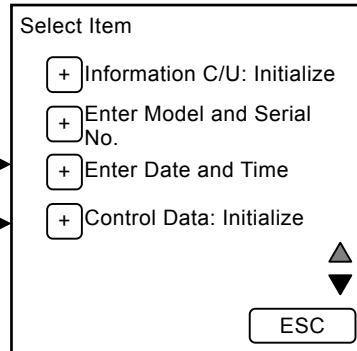 Select Item
+ Information C/U: Initialize
+ Enter Model and Serial
No.
+ Enter Date and Time
+ Control Data: Initialize
ESC